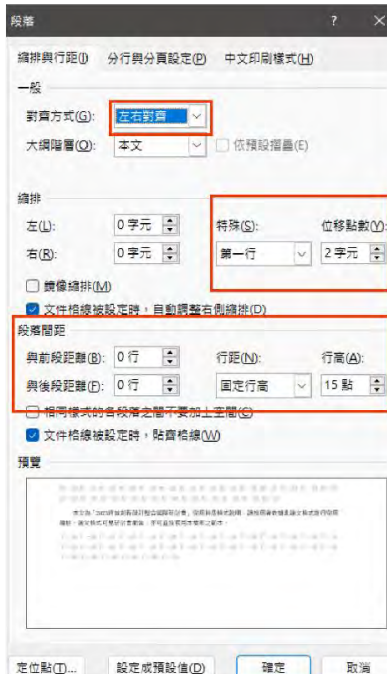 段落 ? ×
縮排與行距(I) 分行與分頁設定(P) 中文印刷樣式(H)
一般
對齊方式(G): 左右對齊
大綱階層(O): 本文 依預設摺疊(E)
縮排
左(L): 0 字元 特殊(S): 位移點數(Y):
右(R): 0 字元 第一行 2 字元
鏡像縮排(M)
文件格線被設定時，自動調整右側縮排(D)
段落間距
與前段距離(B): 0 行 行距(N): 行高(A):
與後段距離(F): 0 行 固定行高 15 點
相同樣式的各段落之間不要加上空間(C)
文件格線被設定時，貼齊格線(W)
預覽
定位點(T)... 設定成預設值(D) 確定 取消